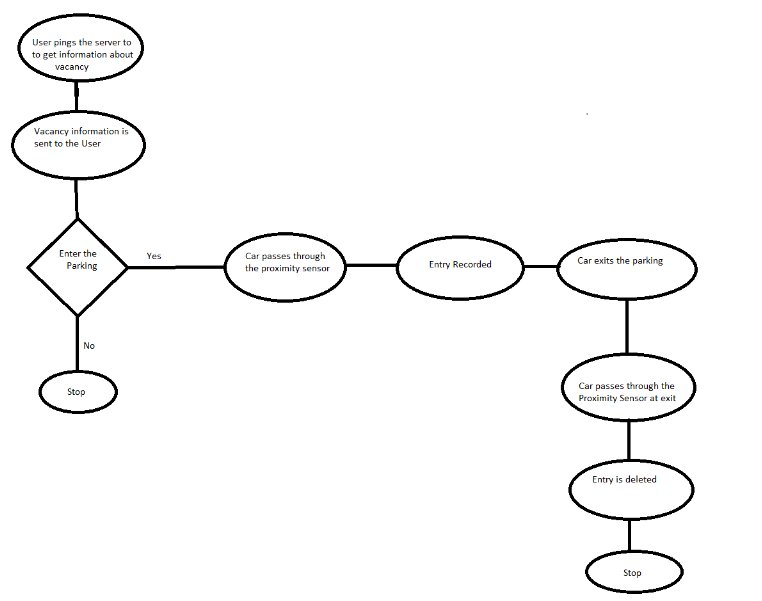 User pings the server to
to get information about
vacancy
Vacancy information is
sent to the User
Enter the
Parking
Yes
Car passes through
the proximity sensor
Entry Recorded
Car exits the parking
No
Stop
Car passes through the
Proximity Sensor at exit
Entry is deleted
Stop